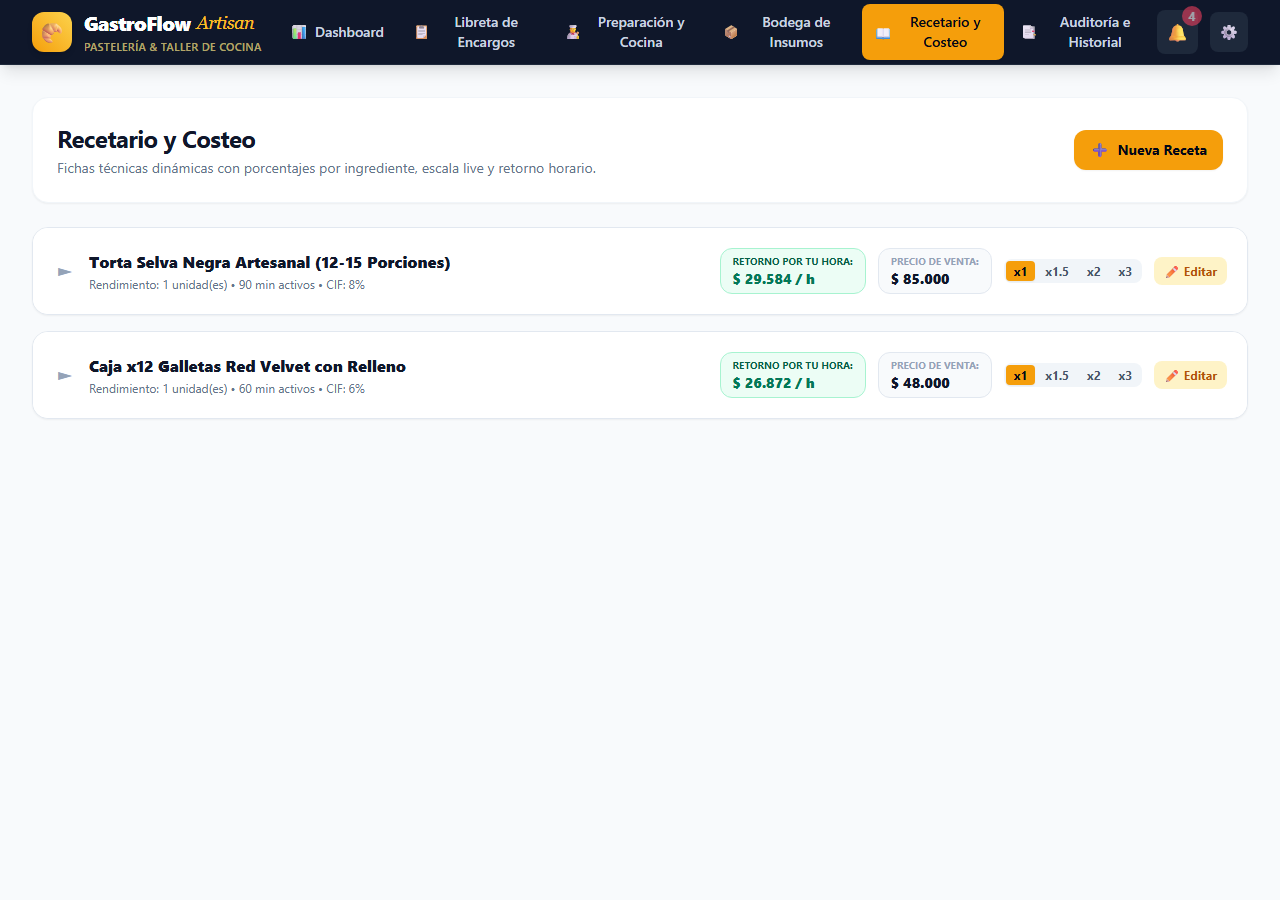 GastroFlow Artisan
PASTELERÍA & TALLER DE COCINA
Dashboard
Libreta de
Encargos
Preparación y
Cocina
Bodega de
Insumos
Recetario y
Costeo
Auditoría e
Historial
4
Recetario y Costeo
Fichas técnicas dinámicas con porcentajes por ingrediente, escala live y retorno horario.
Nueva Receta
Torta Selva Negra Artesanal (12-15 Porciones)
Rendimiento: 1 unidad(es) • 90 min activos • CIF: 8%
RETORNO POR TU HORA:
$ 29.584 / h
PRECIO DE VENTA:
$ 85.000
x1 x1.5 x2 x3
Editar
Caja x12 Galletas Red Velvet con Relleno
Rendimiento: 1 unidad(es) • 60 min activos • CIF: 6%
RETORNO POR TU HORA:
$ 26.872 / h
PRECIO DE VENTA:
$ 48.000
x1 x1.5 x2 x3
Editar